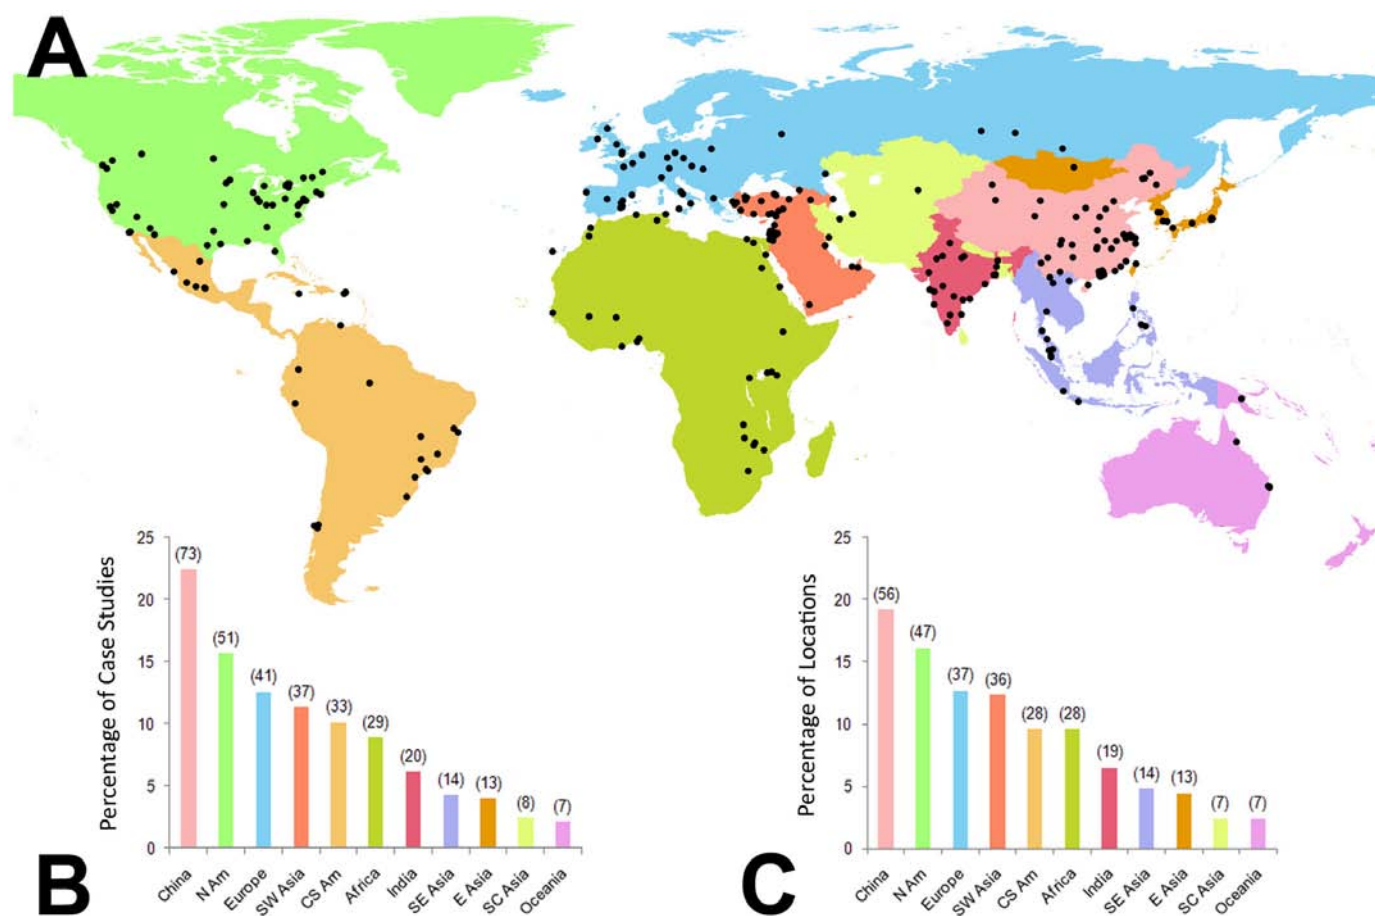 A
25
(73)
20
(51)
15
(41)
(37)
(33)
10
(29)
(20)
5
(14)
(13)
(8)
(7)
0
Percentage of Case Studies
China
N Am
Europe
SW Asia
CS Am
Africa
India
SE Asia
E Asia
SC Asia
Oceania
B
25
(56)
20
(47)
15
(37)
(36)
(28)
(28)
10
(19)
(14)
5
(13)
(7)
(7)
0
Percentage of Locations
China
N Am
Europe
SW Asia
CS Am
Africa
India
SE Asia
E Asia
SC Asia
Oceania
C